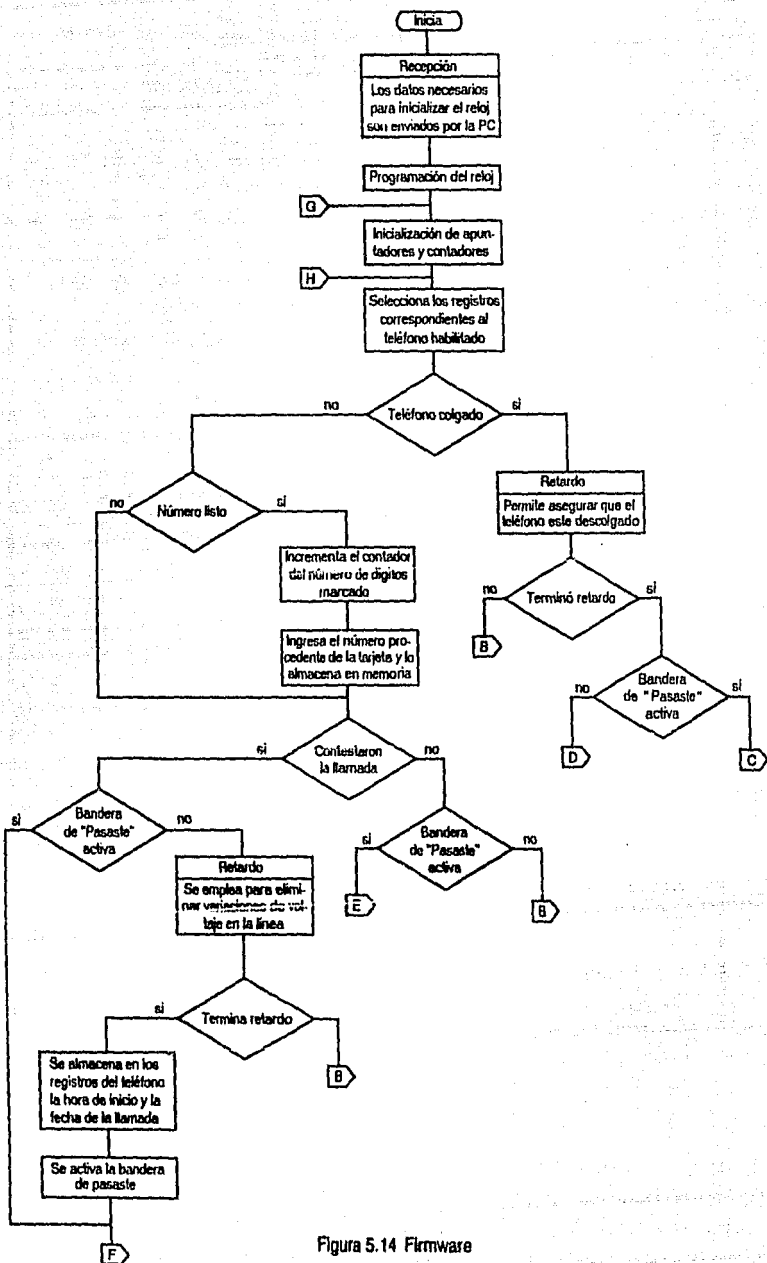 Inicia
Recepción
Los datos necesarios
para inicializar el reloj
son enviados por la PC
Programación del reloj
G
Inicialización de apun-
tadores y contadores
H
Selecciona los registros
correspondientes al
teléfono habilitado
no
Teléfono colgado
si
no
Número listo
si
Retardo
Permite asegurar que el
teléfono este descolgado
Incrementa el contador
del número de dígitos
marcado
no
Terminó retardo
si
B
Ingresa el número pro-
cedente de la tarjeta y lo
almacena en memoria
no
Bandera
de "Pasaste"
activa
si
D
C
si
Contestaron
la llamada
no
si
Bandera
de "Pasaste"
activa
no
si
Bandera
de "Pasaste"
activa
no
E
B
Retardo
Se emplea para elimi-
nar variaciones de vol-
taje en la línea
si
Termina retardo
B
Se almacena en los
registros del teléfono
la hora de inicio y la
fecha de la llamada
Se activa la bandera
de pasaste
F
Figura 5.14 Firmware